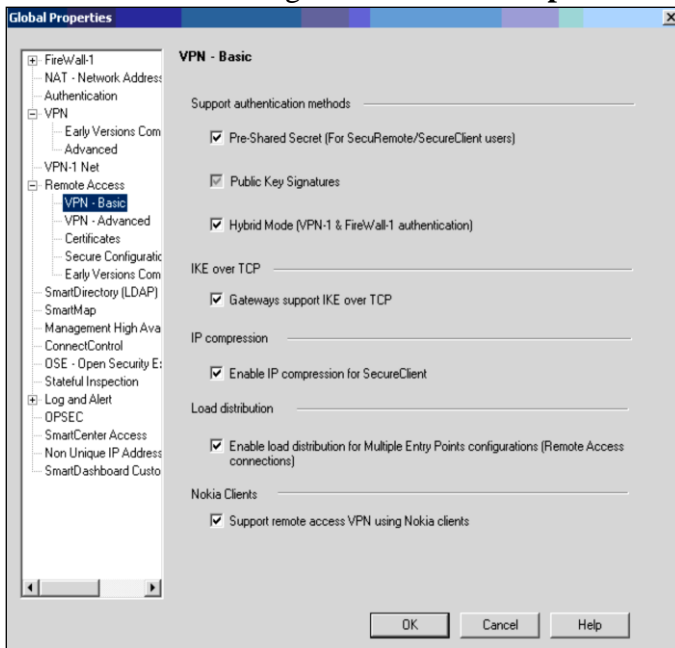 Global Properties
FireWall-1
NAT - Network Address
Authentication
VPN
Early Versions Com
Advanced
VPN-1 Net
Remote Access
VPN - Basic
VPN - Advanced
Certificates
Secure Configuratic
Early Versions Com
SmartDirectory (LDAP)
SmartMap
Management High Ava
ConnectControl
OSE - Open Security E:
Stateful Inspection
Log and Alert
OPSEC
SmartCenter Access
Non Unique IP Address
SmartDashboard Custo
VPN - Basic
Support authentication methods
Pre-Shared Secret (For SecuRemote/SecureClient users)
Public Key Signatures
Hybrid Mode (VPN-1 & FireWall-1 authentication)
IKE over TCP
Gateways support IKE over TCP
IP compression
Enable IP compression for SecureClient
Load distribution
Enable load distribution for Multiple Entry Points configurations (Remote Access
connections)
Nokia Clients
Support remote access VPN using Nokia clients
OK
Cancel
Help